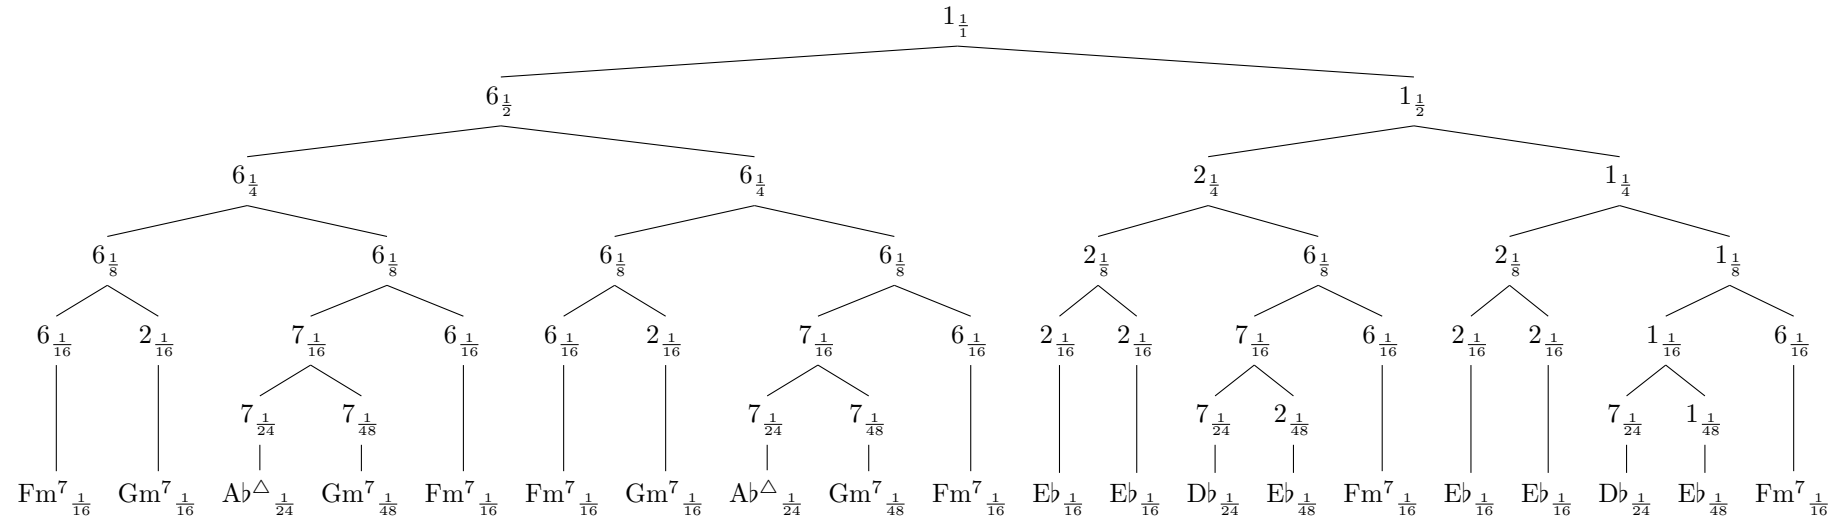 1 1/1
6 1/2 1 1/2
6 1/4 6 1/4 2 1/4 1 1/4
6 1/8 6 1/8 6 1/8 6 1/8 2 1/8 6 1/8 2 1/8 1 1/8
6 1/16 2 1/16 7 1/16 6 1/16 6 1/16 2 1/16 7 1/16 6 1/16 2 1/16 2 1/16 7 1/16 6 1/16 2 1/16 2 1/16 1 1/16 6 1/16
7 1/24 7 1/48 7 1/24 7 1/48 7 1/24 2 1/48 7 1/24 1 1/48
Fm⁷ 1/16 Gm⁷ 1/16 A♭△ 1/24 Gm⁷ 1/48 Fm⁷ 1/16 Fm⁷ 1/16 Gm⁷ 1/16 A♭△ 1/24 Gm⁷ 1/48 Fm⁷ 1/16 E♭ 1/16 E♭ 1/16 D♭ 1/24 E♭ 1/48 Fm⁷ 1/16 E♭ 1/16 E♭ 1/16 D♭ 1/24 E♭ 1/48 Fm⁷ 1/16